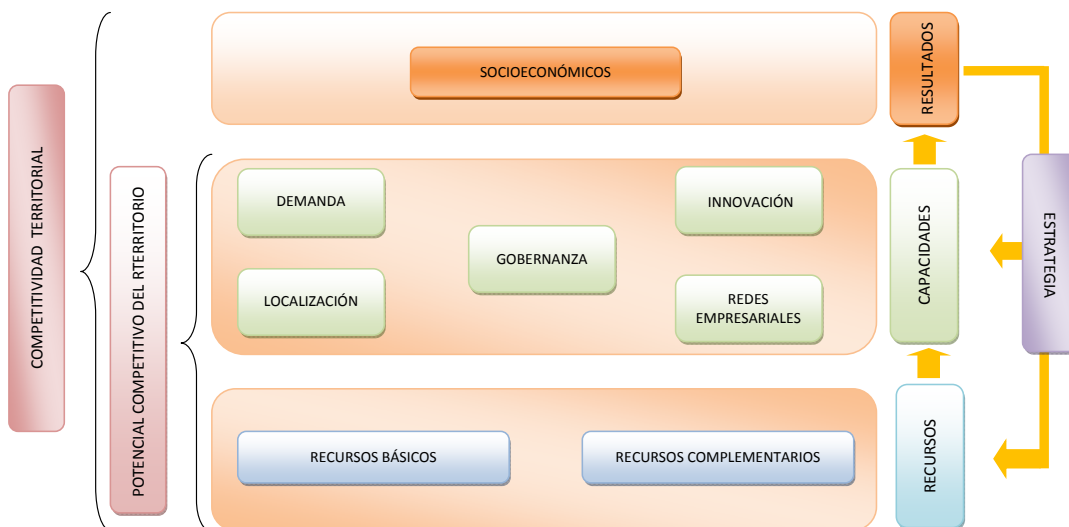 COMPETITIVIDAD TERRITORIAL
POTENCIAL COMPETITIVO DEL RTERRITORIO
SOCIOECONÓMICOS
RESULTADOS
DEMANDA
INNOVACIÓN
GOBERNANZA
LOCALIZACIÓN
REDES
EMPRESARIALES
CAPACIDADES
ESTRATEGIA
RECURSOS BÁSICOS
RECURSOS COMPLEMENTARIOS
RECURSOS